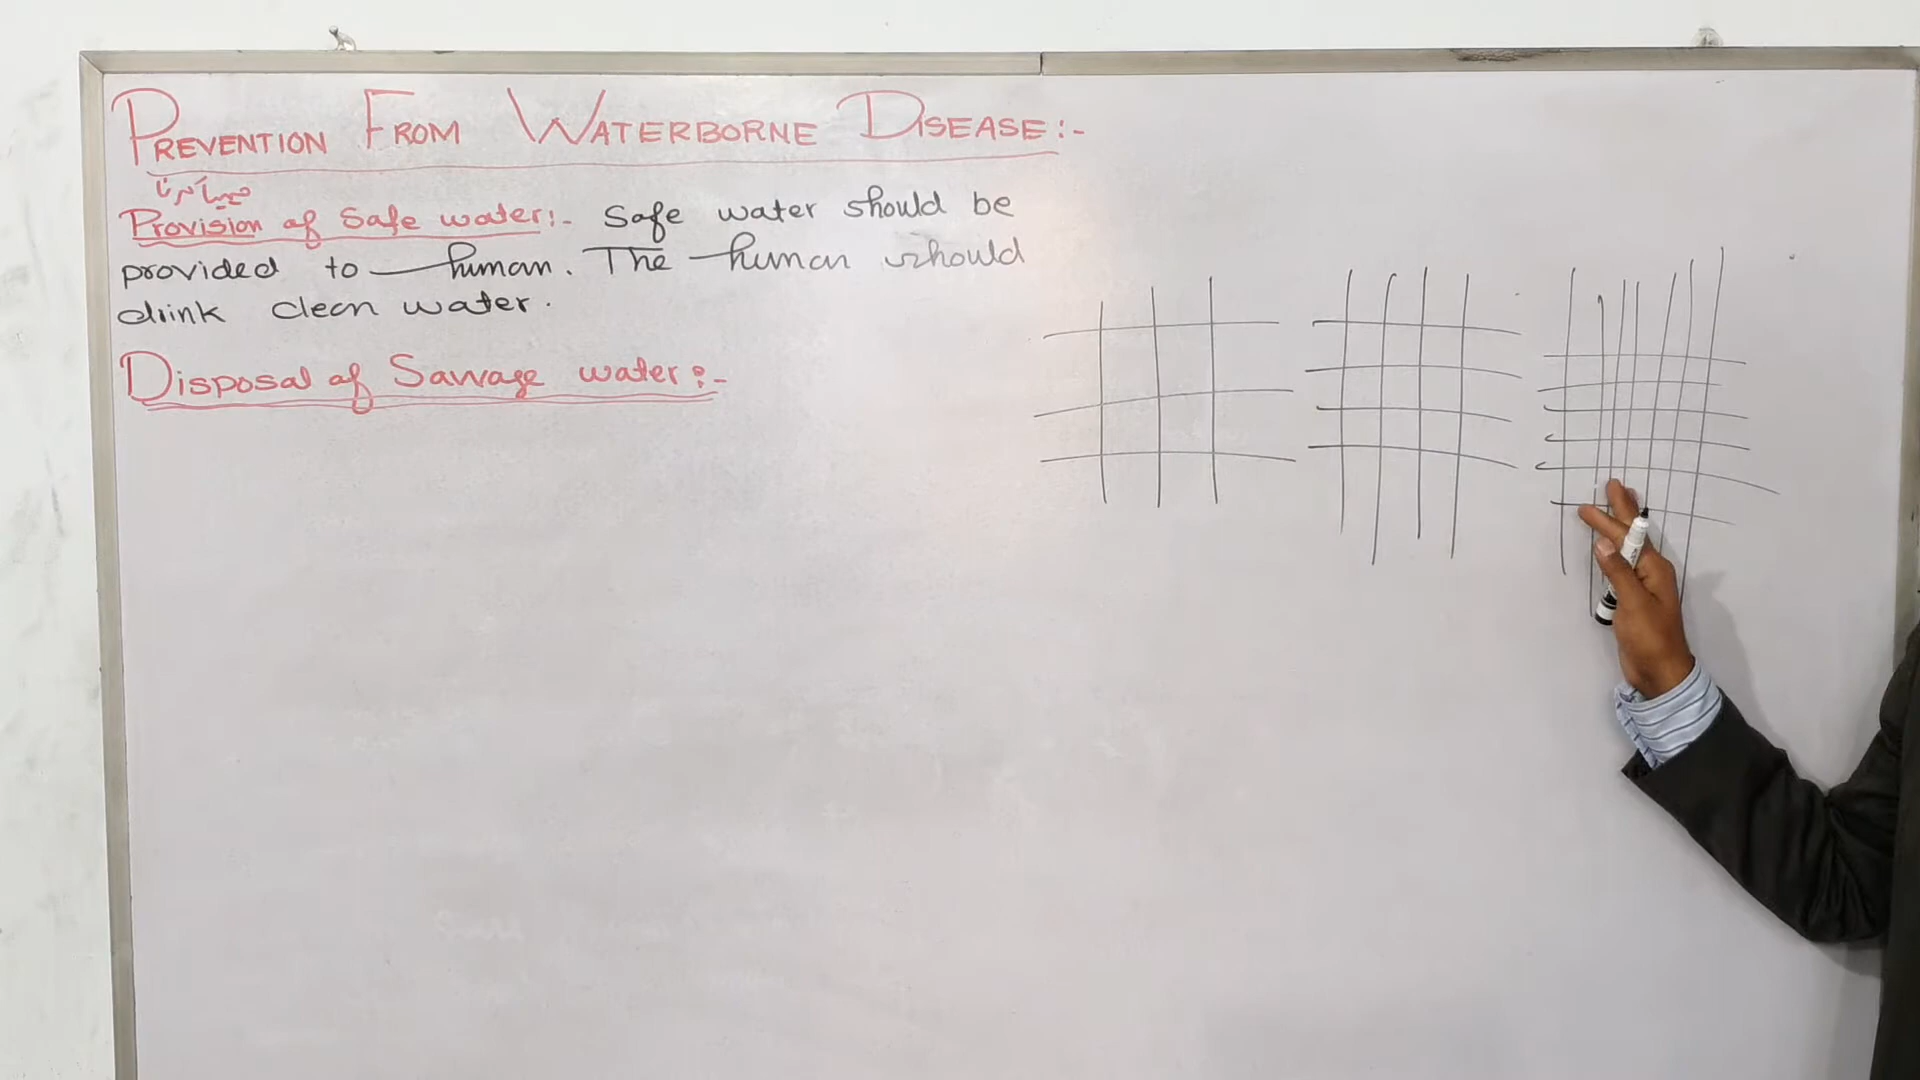 PREVENTION FROM WATERBORNE DISEASE:-
مہیا کرنا
Provision of Safe water:- Safe water should be
provided to human. The human should
drink clean water.
Disposal of Sawage water:-